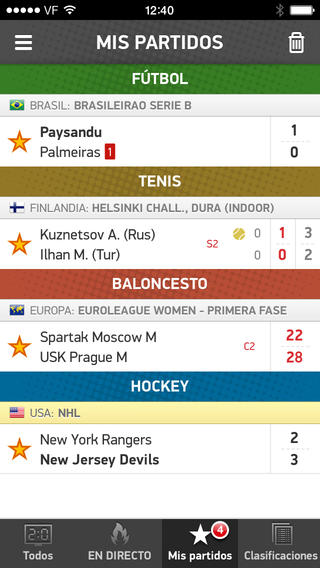 VF 12:40
MIS PARTIDOS
FÚTBOL
BRASIL: BRASILEIRAO SERIE B
Paysandu 1
Palmeiras 1 0
TENIS
FINLANDIA: HELSINKI CHALL., DURA (INDOOR)
Kuznetsov A. (Rus) 0 1 3
S2
Ilhan M. (Tur) 0 0 2
BALONCESTO
EUROPA: EUROLEAGUE WOMEN - PRIMERA FASE
Spartak Moscow M 22
C2
USK Prague M 28
HOCKEY
USA: NHL
New York Rangers 2
New Jersey Devils 3
2:0 4
Todos EN DIRECTO Mis partidos Clasificaciones